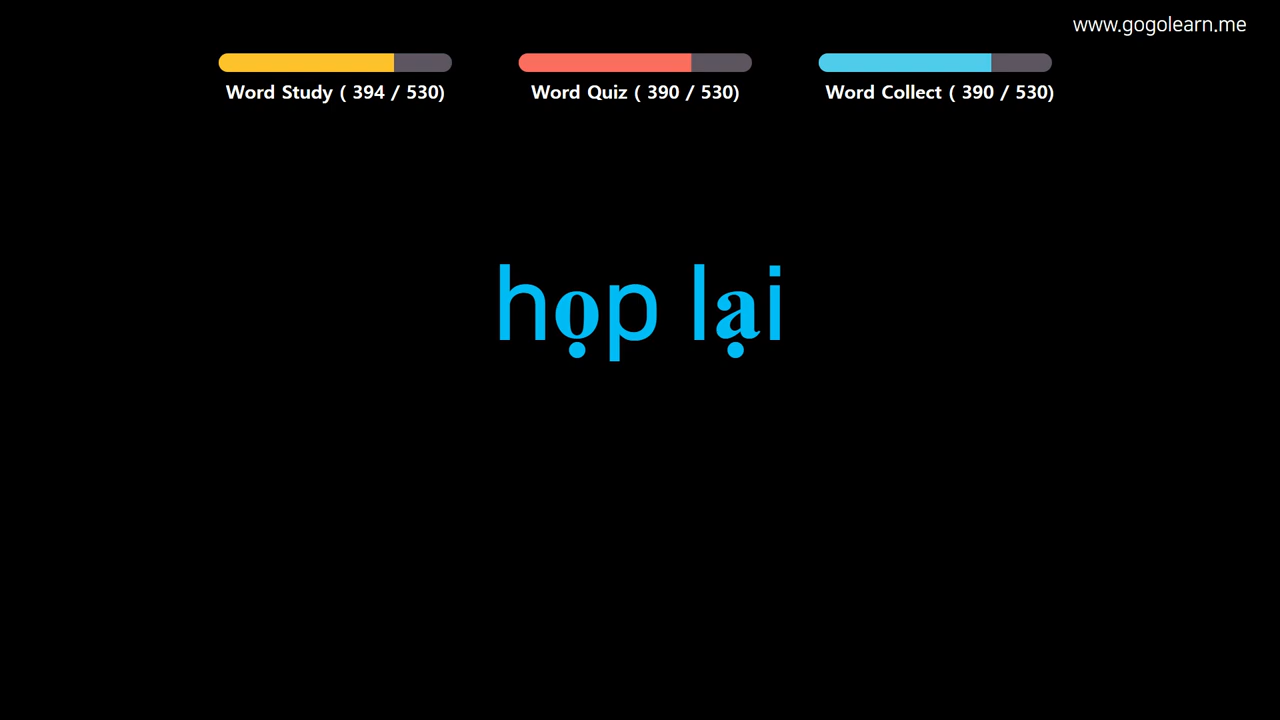 www.gogolearn.me
Word Study ( 394 / 530)
Word Quiz ( 390 / 530)
Word Collect ( 390 / 530)
họp lại